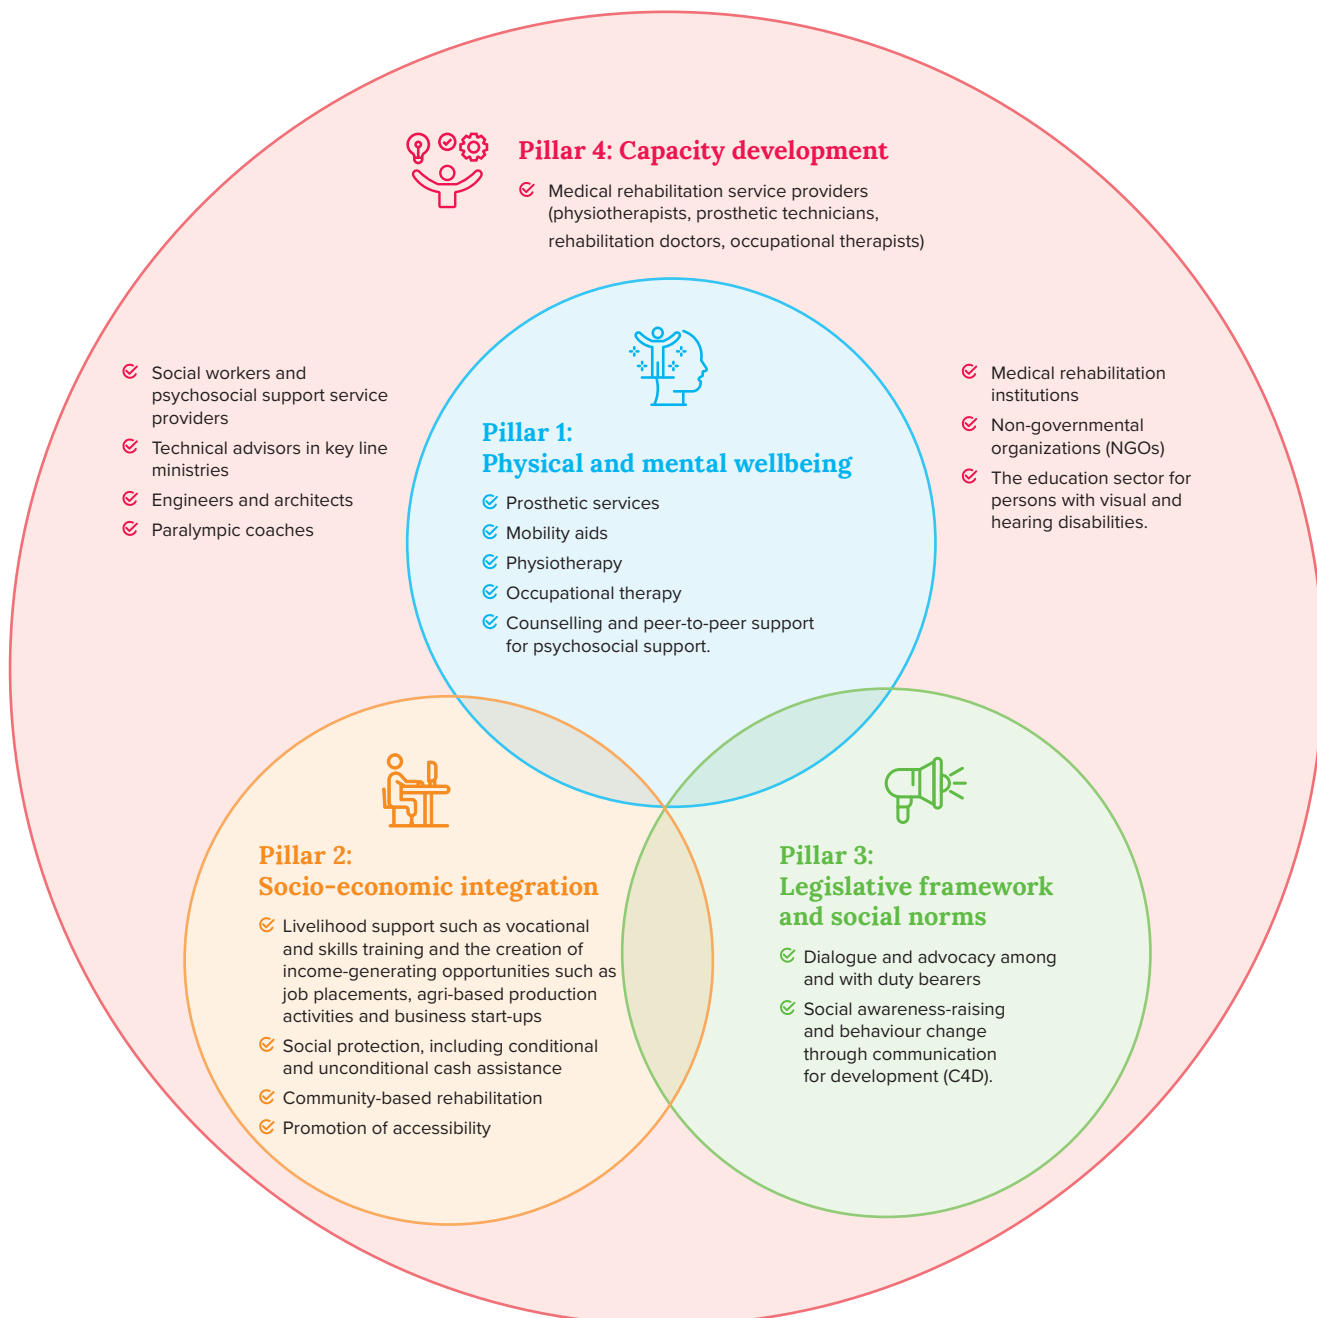 Pillar 4: Capacity development
Medical rehabilitation service providers
(physiotherapists, prosthetic technicians,
rehabilitation doctors, occupational therapists)
Social workers and
psychosocial support service
providers
Technical advisors in key line
ministries
Engineers and architects
Paralympic coaches
Medical rehabilitation
institutions
Non-governmental
organizations (NGOs)
The education sector for
persons with visual and
hearing disabilities.
Pillar 1:
Physical and mental wellbeing
Prosthetic services
Mobility aids
Physiotherapy
Occupational therapy
Counselling and peer-to-peer support
for psychosocial support.
Pillar 2:
Socio-economic integration
Livelihood support such as vocational
and skills training and the creation of
income-generating opportunities such as
job placements, agri-based production
activities and business start-ups
Social protection, including conditional
and unconditional cash assistance
Community-based rehabilitation
Promotion of accessibility
Pillar 3:
Legislative framework
and social norms
Dialogue and advocacy among
and with duty bearers
Social awareness-raising
and behaviour change
through communication
for development (C4D).